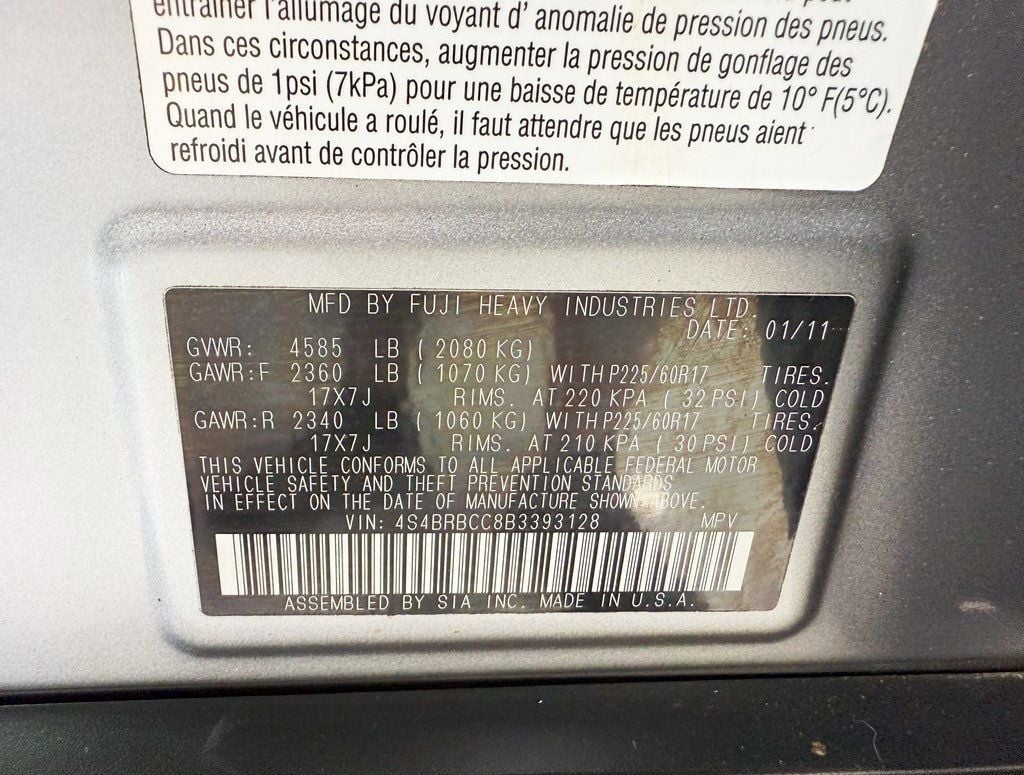 entraîner l'allumage du voyant d' anomalie de pression des pneus.
Dans ces circonstances, augmenter la pression de gonflage des
pneus de 1psi (7kPa) pour une baisse de température de 10° F(5°C).
Quand le véhicule a roulé, il faut attendre que les pneus aient
refroidi avant de contrôler la pression.
MFD BY FUJI HEAVY INDUSTRIES LTD.
DATE: 01/11
GVWR: 4585 LB ( 2080 KG)
GAWR:F 2360 LB ( 1070 KG) WITH P225/60R17 TIRES.
17X7J RIMS. AT 220 KPA ( 32 PSI) COLD
GAWR:R 2340 LB ( 1060 KG) WITH P225/60R17 TIRES.
17X7J RIMS. AT 210 KPA ( 30 PSI) COLD
THIS VEHICLE CONFORMS TO ALL APPLICABLE FEDERAL MOTOR
VEHICLE SAFETY AND THEFT PREVENTION STANDARDS
IN EFFECT ON THE DATE OF MANUFACTURE SHOWN ABOVE.
VIN: 4S4BRBCC8B3393128 MPV
ASSEMBLED BY SIA INC. MADE IN U.S.A.